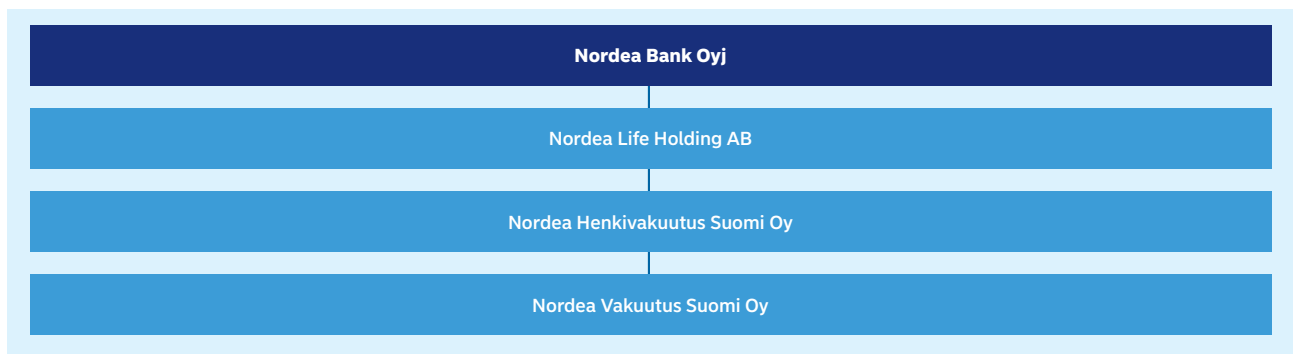 Nordea Bank Oyj
Nordea Life Holding AB
Nordea Henkivakuutus Suomi Oy
Nordea Vakuutus Suomi Oy